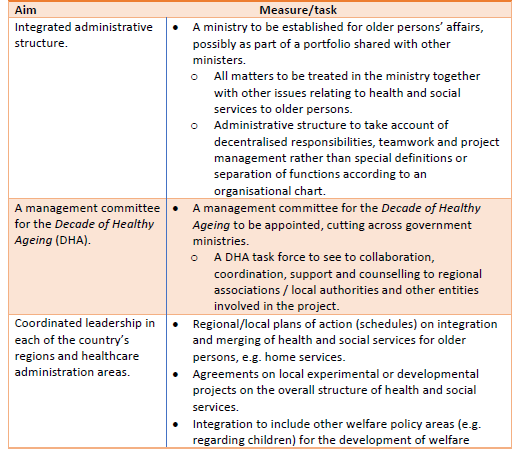 Aim
Measure/task
Integrated administrative
structure.
• A ministry to be established for older persons’ affairs,
possibly as part of a portfolio shared with other
ministers.
o All matters to be treated in the ministry together
with other issues relating to health and social
services to older persons.
o Administrative structure to take account of
decentralised responsibilities, teamwork and project
management rather than special definitions or
separation of functions according to an
organisational chart.
A management committee
for the Decade of Healthy
Ageing (DHA).
• A management committee for the Decade of Healthy
Ageing to be appointed, cutting across government
ministries.
o A DHA task force to see to collaboration,
coordination, support and counselling to regional
associations / local authorities and other entities
involved in the project.
Coordinated leadership in
each of the country’s
regions and healthcare
administration areas.
• Regional/local plans of action (schedules) on integration
and merging of health and social services for older
persons, e.g. home services.
• Agreements on local experimental or developmental
projects on the overall structure of health and social
services.
• Integration to include other welfare policy areas (e.g.
regarding children) for the development of welfare